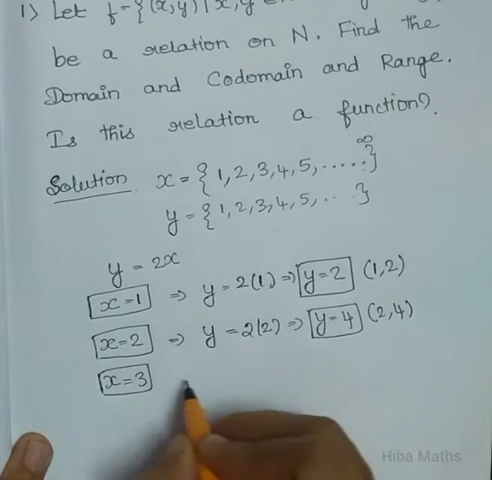 1) Let f = {(x,y) | x, y
be a relation on N. Find the
Domain and Codomain and Range.
Is this relation a function?.
Solution x = {1, 2, 3, 4, 5, ..... ∞}
y = {1, 2, 3, 4, 5, .... }
y = 2x
x=1 ⇒ y = 2(1) ⇒ y=2 (1,2)
x=2 ⇒ y = 2(2) ⇒ y=4 (2,4)
x=3
Hiba Maths